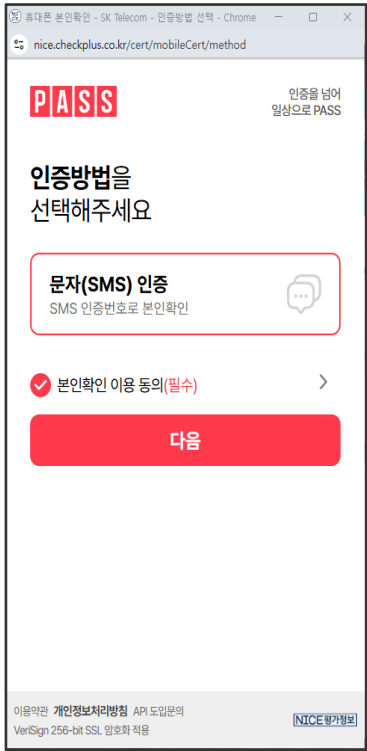 휴대폰 본인확인 - SK Telecom - 인증방법 선택 - Chrome
nice.checkplus.co.kr/cert/mobileCert/method
PASS
인증을 넘어
일상으로 PASS
인증방법을
선택해주세요
문자(SMS) 인증
SMS 인증번호로 본인확인
본인확인 이용 동의(필수)
다음
이용약관 개인정보처리방침 API 도입문의
VeriSign 256-bit SSL 암호화 적용
NICE평가정보